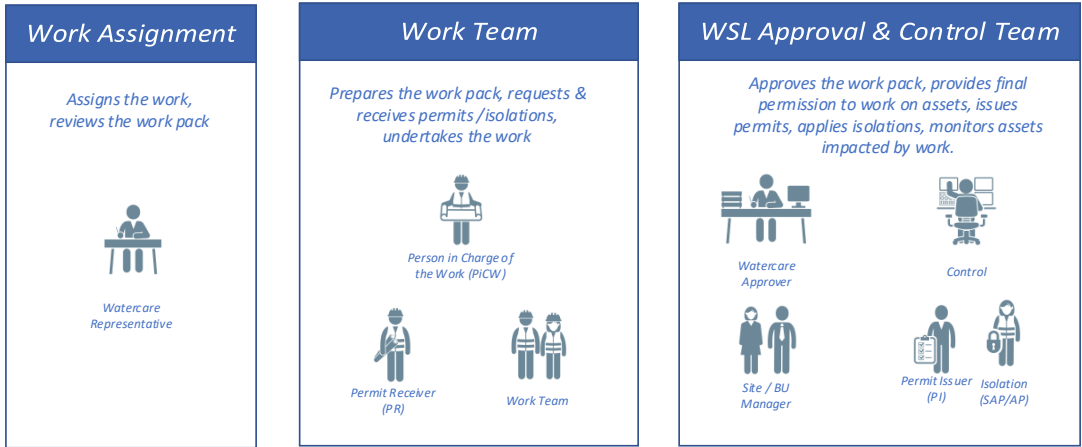 Work Assignment
Assigns the work,
reviews the work pack
Watercare
Representative
Work Team
Prepares the work pack, requests &
receives permits /isolations,
undertakes the work
Person in Charge of
the Work (PiCW)
Permit Receiver
(PR)
Work Team
WSL Approval & Control Team
Approves the work pack, provides final
permission to work on assets, issues
permits, applies isolations, monitors assets
impacted by work.
Watercare
Approver
Control
Site / BU
Manager
Permit Issuer
(PI)
Isolation
(SAP/AP)